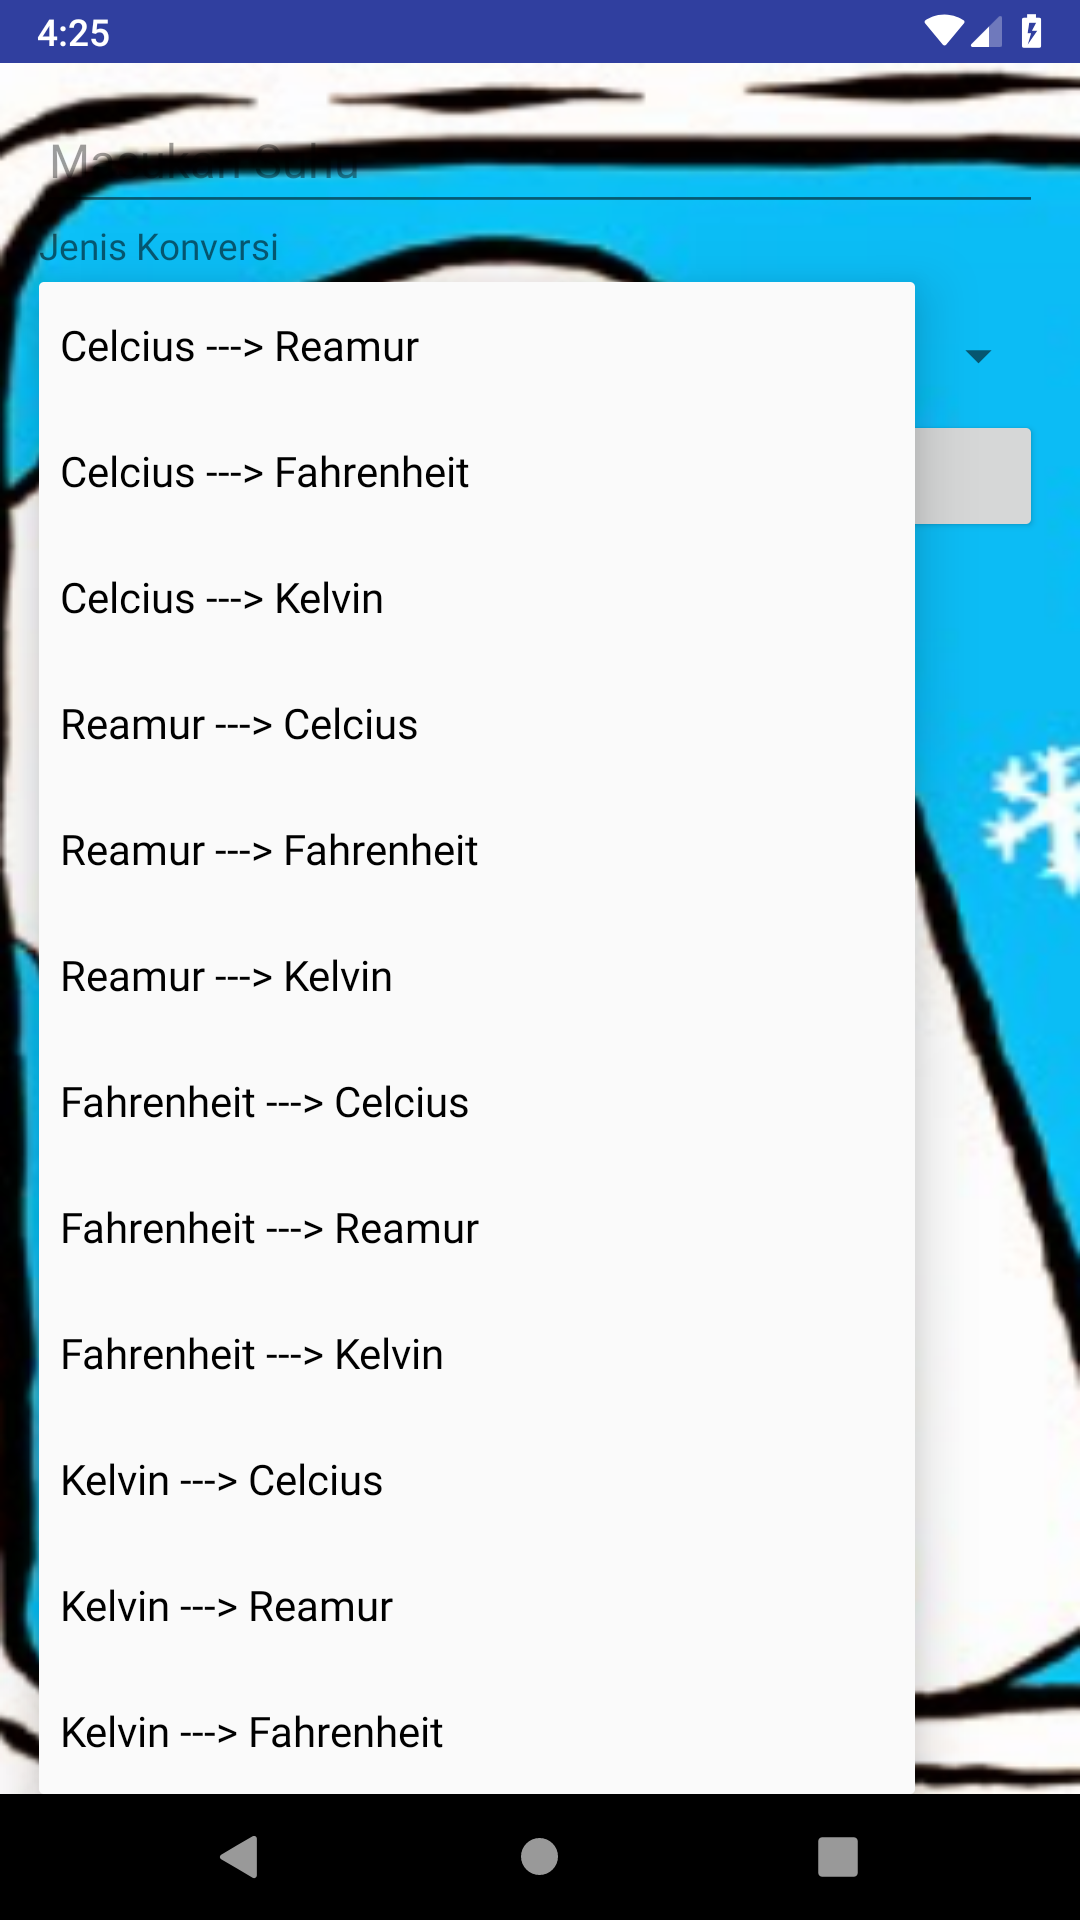 4:25
Masukan Suhu
Jenis Konversi
Celcius ---> Reamur
Celcius ---> Fahrenheit
Celcius ---> Kelvin
Reamur ---> Celcius
Reamur ---> Fahrenheit
Reamur ---> Kelvin
Fahrenheit ---> Celcius
Fahrenheit ---> Reamur
Fahrenheit ---> Kelvin
Kelvin ---> Celcius
Kelvin ---> Reamur
Kelvin ---> Fahrenheit